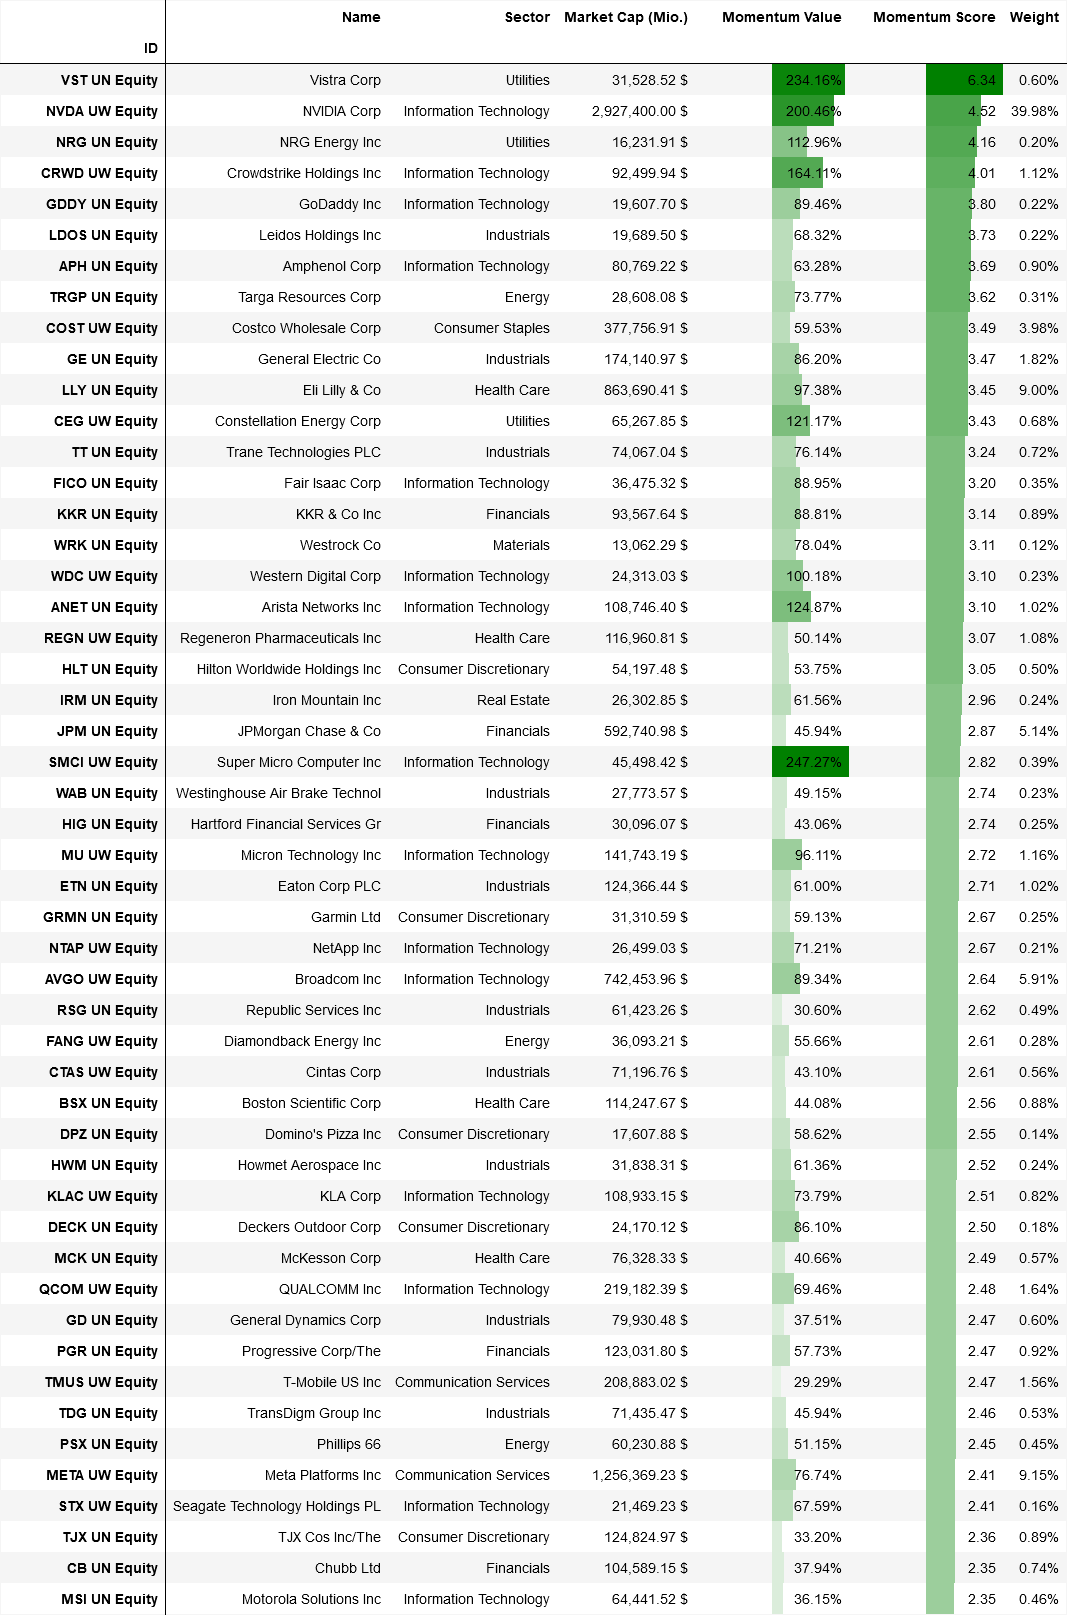 Name Sector Market Cap (Mio.) Momentum Value Momentum Score Weight
ID
VST UN Equity Vistra Corp Utilities 31,528.52 $ 234.16% 6.34 0.60%
NVDA UW Equity NVIDIA Corp Information Technology 2,927,400.00 $ 200.46% 4.52 39.98%
NRG UN Equity NRG Energy Inc Utilities 16,231.91 $ 112.96% 4.16 0.20%
CRWD UW Equity Crowdstrike Holdings Inc Information Technology 92,499.94 $ 164.11% 4.01 1.12%
GDDY UN Equity GoDaddy Inc Information Technology 19,607.70 $ 89.46% 3.80 0.22%
LDOS UN Equity Leidos Holdings Inc Industrials 19,689.50 $ 68.32% 3.73 0.22%
APH UN Equity Amphenol Corp Information Technology 80,769.22 $ 63.28% 3.69 0.90%
TRGP UN Equity Targa Resources Corp Energy 28,608.08 $ 73.77% 3.62 0.31%
COST UW Equity Costco Wholesale Corp Consumer Staples 377,756.91 $ 59.53% 3.49 3.98%
GE UN Equity General Electric Co Industrials 174,140.97 $ 86.20% 3.47 1.82%
LLY UN Equity Eli Lilly & Co Health Care 863,690.41 $ 97.38% 3.45 9.00%
CEG UW Equity Constellation Energy Corp Utilities 65,267.85 $ 121.17% 3.43 0.68%
TT UN Equity Trane Technologies PLC Industrials 74,067.04 $ 76.14% 3.24 0.72%
FICO UN Equity Fair Isaac Corp Information Technology 36,475.32 $ 88.95% 3.20 0.35%
KKR UN Equity KKR & Co Inc Financials 93,567.64 $ 88.81% 3.14 0.89%
WRK UN Equity Westrock Co Materials 13,062.29 $ 78.04% 3.11 0.12%
WDC UW Equity Western Digital Corp Information Technology 24,313.03 $ 100.18% 3.10 0.23%
ANET UN Equity Arista Networks Inc Information Technology 108,746.40 $ 124.87% 3.10 1.02%
REGN UW Equity Regeneron Pharmaceuticals Inc Health Care 116,960.81 $ 50.14% 3.07 1.08%
HLT UN Equity Hilton Worldwide Holdings Inc Consumer Discretionary 54,197.48 $ 53.75% 3.05 0.50%
IRM UN Equity Iron Mountain Inc Real Estate 26,302.85 $ 61.56% 2.96 0.24%
JPM UN Equity JPMorgan Chase & Co Financials 592,740.98 $ 45.94% 2.87 5.14%
SMCI UW Equity Super Micro Computer Inc Information Technology 45,498.42 $ 247.27% 2.82 0.39%
WAB UN Equity Westinghouse Air Brake Technol Industrials 27,773.57 $ 49.15% 2.74 0.23%
HIG UN Equity Hartford Financial Services Gr Financials 30,096.07 $ 43.06% 2.74 0.25%
MU UW Equity Micron Technology Inc Information Technology 141,743.19 $ 96.11% 2.72 1.16%
ETN UN Equity Eaton Corp PLC Industrials 124,366.44 $ 61.00% 2.71 1.02%
GRMN UN Equity Garmin Ltd Consumer Discretionary 31,310.59 $ 59.13% 2.67 0.25%
NTAP UW Equity NetApp Inc Information Technology 26,499.03 $ 71.21% 2.67 0.21%
AVGO UW Equity Broadcom Inc Information Technology 742,453.96 $ 89.34% 2.64 5.91%
RSG UN Equity Republic Services Inc Industrials 61,423.26 $ 30.60% 2.62 0.49%
FANG UW Equity Diamondback Energy Inc Energy 36,093.21 $ 55.66% 2.61 0.28%
CTAS UW Equity Cintas Corp Industrials 71,196.76 $ 43.10% 2.61 0.56%
BSX UN Equity Boston Scientific Corp Health Care 114,247.67 $ 44.08% 2.56 0.88%
DPZ UN Equity Domino's Pizza Inc Consumer Discretionary 17,607.88 $ 58.62% 2.55 0.14%
HWM UN Equity Howmet Aerospace Inc Industrials 31,838.31 $ 61.36% 2.52 0.24%
KLAC UW Equity KLA Corp Information Technology 108,933.15 $ 73.79% 2.51 0.82%
DECK UN Equity Deckers Outdoor Corp Consumer Discretionary 24,170.12 $ 86.10% 2.50 0.18%
MCK UN Equity McKesson Corp Health Care 76,328.33 $ 40.66% 2.49 0.57%
QCOM UW Equity QUALCOMM Inc Information Technology 219,182.39 $ 69.46% 2.48 1.64%
GD UN Equity General Dynamics Corp Industrials 79,930.48 $ 37.51% 2.47 0.60%
PGR UN Equity Progressive Corp/The Financials 123,031.80 $ 57.73% 2.47 0.92%
TMUS UW Equity T-Mobile US Inc Communication Services 208,883.02 $ 29.29% 2.47 1.56%
TDG UN Equity TransDigm Group Inc Industrials 71,435.47 $ 45.94% 2.46 0.53%
PSX UN Equity Phillips 66 Energy 60,230.88 $ 51.15% 2.45 0.45%
META UW Equity Meta Platforms Inc Communication Services 1,256,369.23 $ 76.74% 2.41 9.15%
STX UW Equity Seagate Technology Holdings PL Information Technology 21,469.23 $ 67.59% 2.41 0.16%
TJX UN Equity TJX Cos Inc/The Consumer Discretionary 124,824.97 $ 33.20% 2.36 0.89%
CB UN Equity Chubb Ltd Financials 104,589.15 $ 37.94% 2.35 0.74%
MSI UN Equity Motorola Solutions Inc Information Technology 64,441.52 $ 36.15% 2.35 0.46%